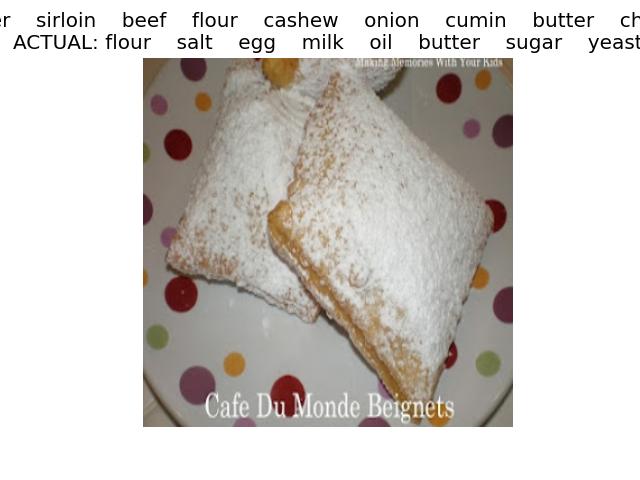 sirloin beef flour cashew onion cumin butter
ACTUAL: flour salt egg milk oil butter sugar yeast
Making Memories With Your Kids
Cafe Du Monde Beignets